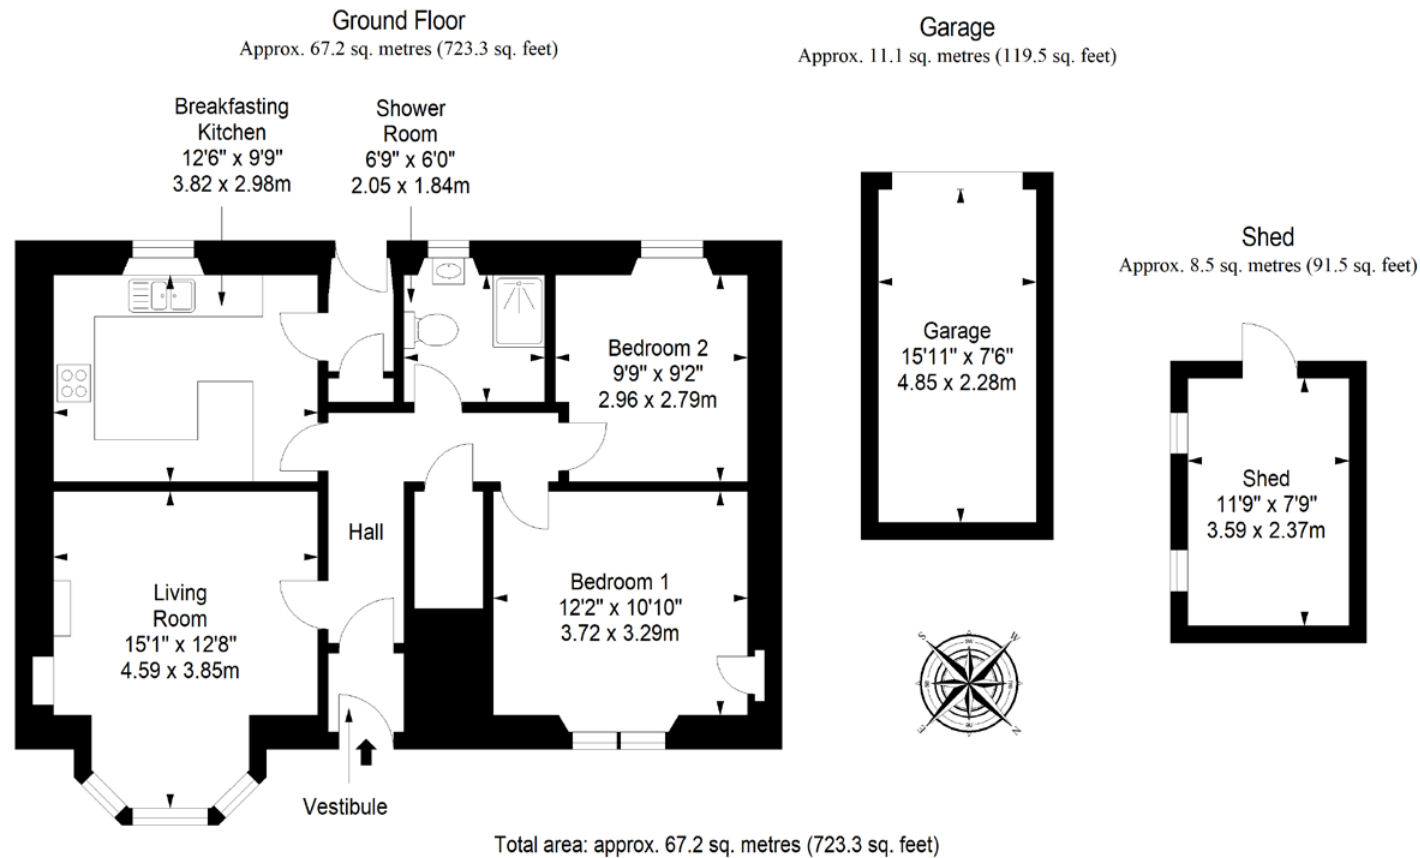 Ground Floor
Approx. 67.2 sq. metres (723.3 sq. feet)
Garage
Approx. 11.1 sq. metres (119.5 sq. feet)
Breakfasting
Kitchen
12'6" x 9'9"
3.82 x 2.98m
Shower
Room
6'9" x 6'0"
2.05 x 1.84m
Shed
Approx. 8.5 sq. metres (91.5 sq. feet)
Garage
15'11" x 7'6"
4.85 x 2.28m
Bedroom 2
9'9" x 9'2"
2.96 x 2.79m
Shed
11'9" x 7'9"
3.59 x 2.37m
Hall
Living
Room
15'1" x 12'8"
4.59 x 3.85m
Bedroom 1
12'2" x 10'10"
3.72 x 3.29m
S
W
E
N
Vestibule
Total area: approx. 67.2 sq. metres (723.3 sq. feet)